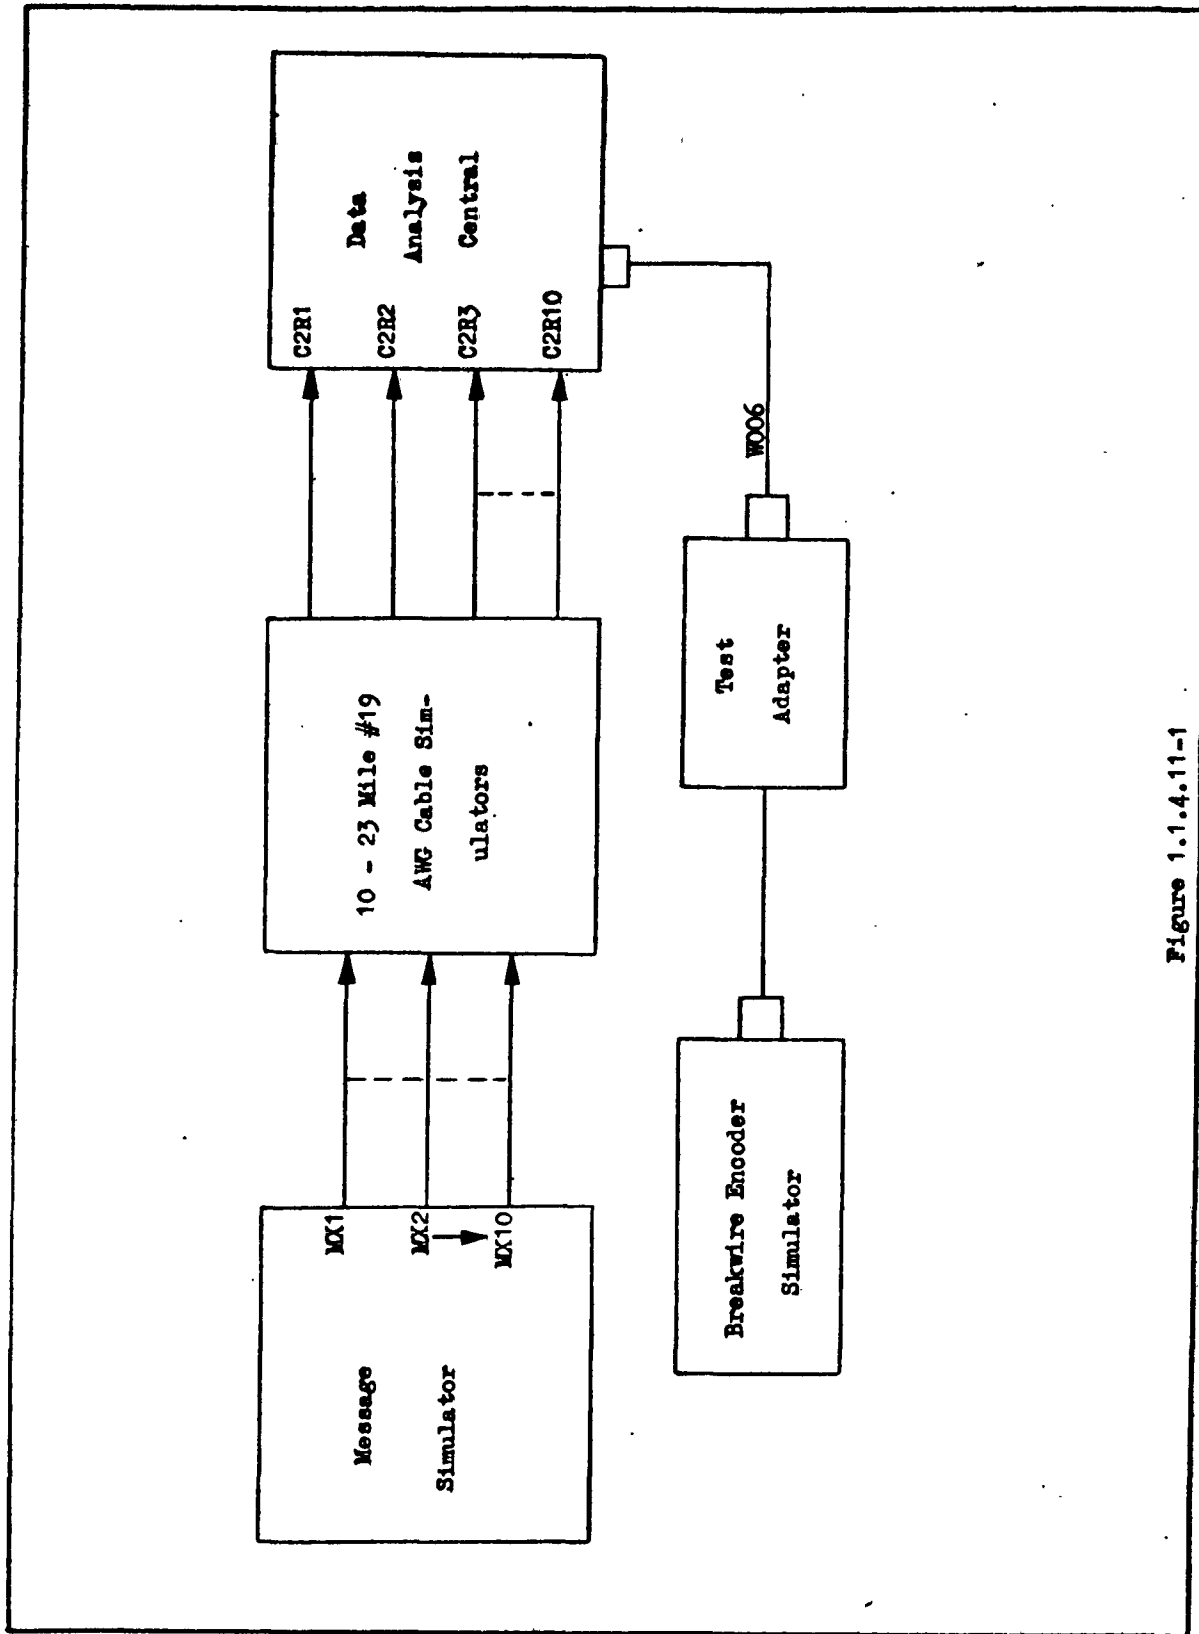 Message
Simulator
MX1
MX2
MX10
10 - 23 Mile #19
AWG Cable Sim-
ulators
C2R1
C2R2
C2R3
C2R10
Data
Analysis
Central
Breakwire Encoder
Simulator
Test
Adapter
W006
Figure 1.1.4.11-1